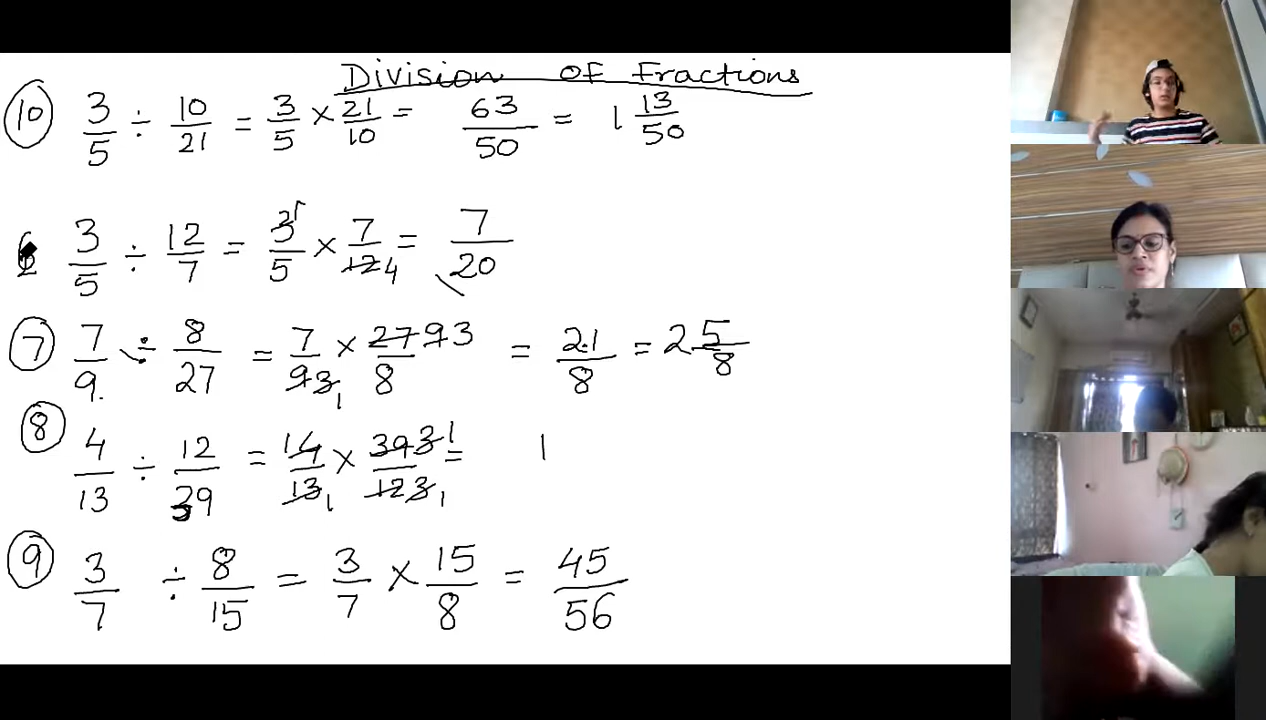 Division of Fractions
10 3/5 ÷ 10/21 = 3/5 × 21/10 = 63/50 = 1 13/50
3/5 ÷ 12/7 = 3 1/5 × 7/12 4 = 7/20
7 7/9. ÷ 8/27 = 7/9 3 1 × 27 9 3/8 = 21/8 = 2 5/8
8 4/13 ÷ 12/39 = 1 4/13 1 × 39 3 1/12 3 1 = 1
9 3/7 ÷ 8/15 = 3/7 × 15/8 = 45/56